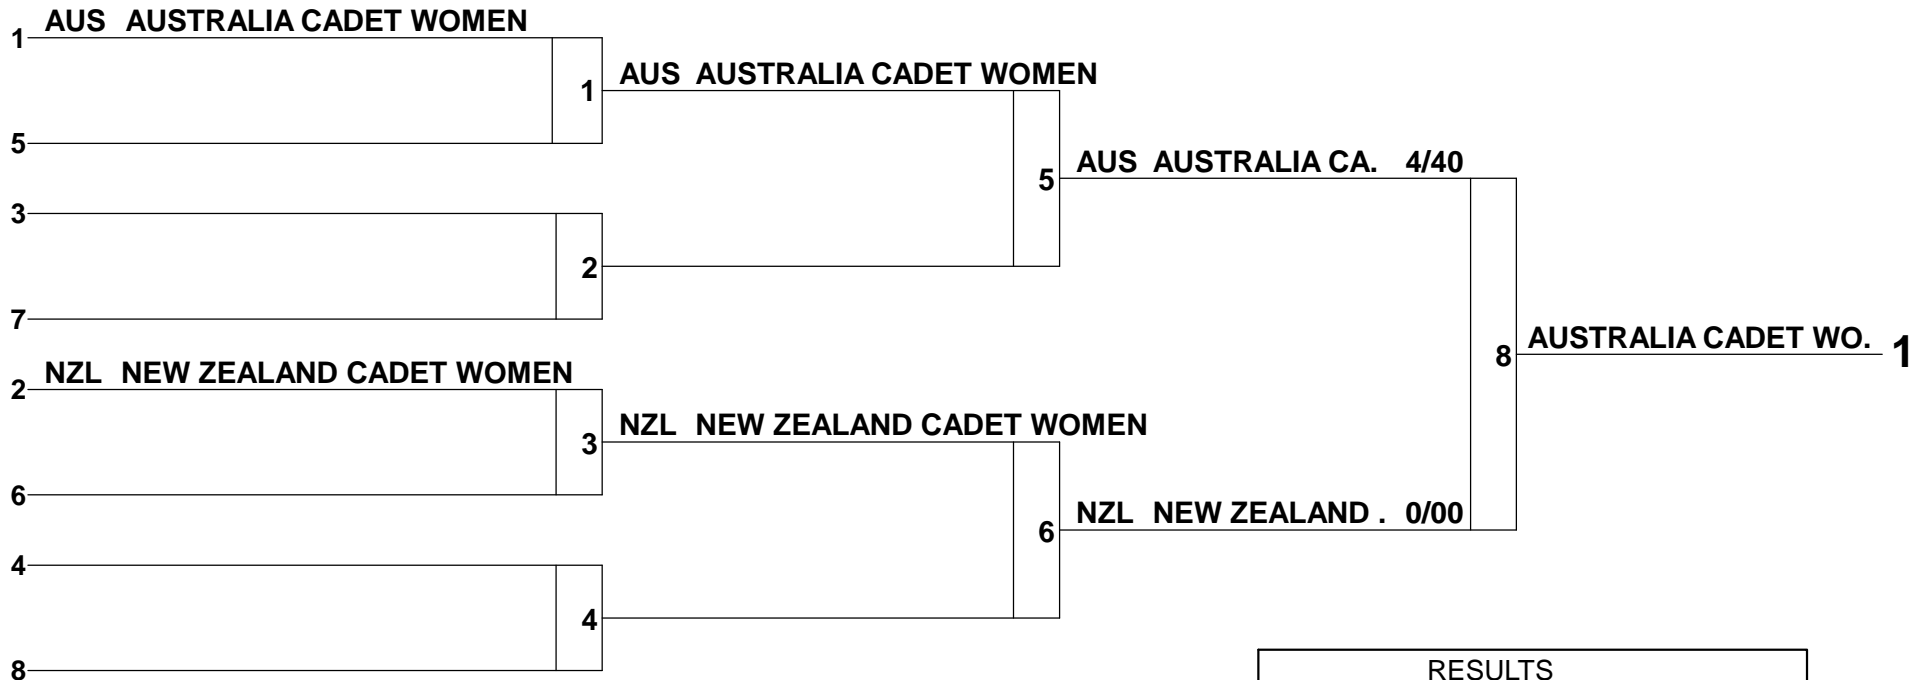 AUS AUSTRALIA CADET WOMEN
1
AUS AUSTRALIA CADET WOMEN
1
5
AUS AUSTRALIA CA. 4/40
5
3
2
7
AUSTRALIA CADET WO. 1
8
NZL NEW ZEALAND CADET WOMEN
2
NZL NEW ZEALAND CADET WOMEN
3
6
NZL NEW ZEALAND . 0/00
6
4
4
8
RESULTS